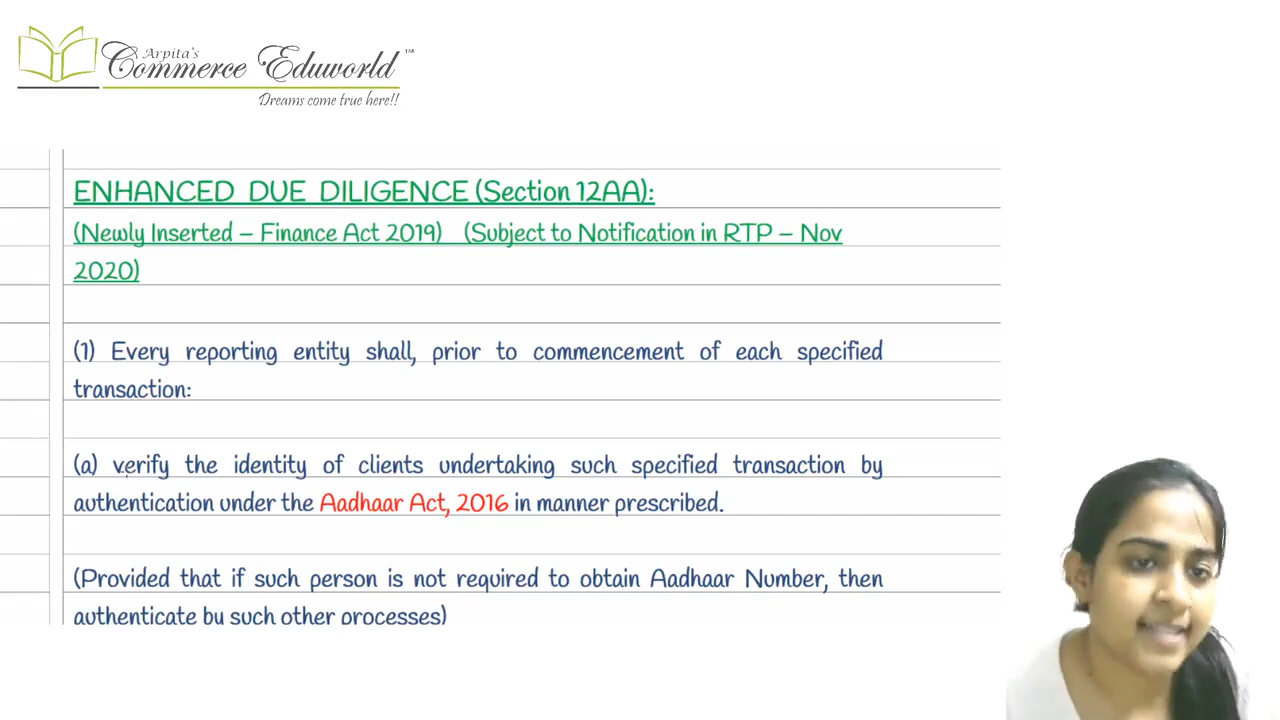 Arpita's
Commerce Eduworld™
Dreams come true here!!
ENHANCED DUE DILIGENCE (Section 12AA):
(Newly Inserted – Finance Act 2019) (Subject to Notification in RTP – Nov
2020)
(1) Every reporting entity shall, prior to commencement of each specified
transaction:
(a) verify the identity of clients undertaking such specified transaction by
authentication under the Aadhaar Act, 2016 in manner prescribed.
(Provided that if such person is not required to obtain Aadhaar Number, then
authenticate by such other processes)